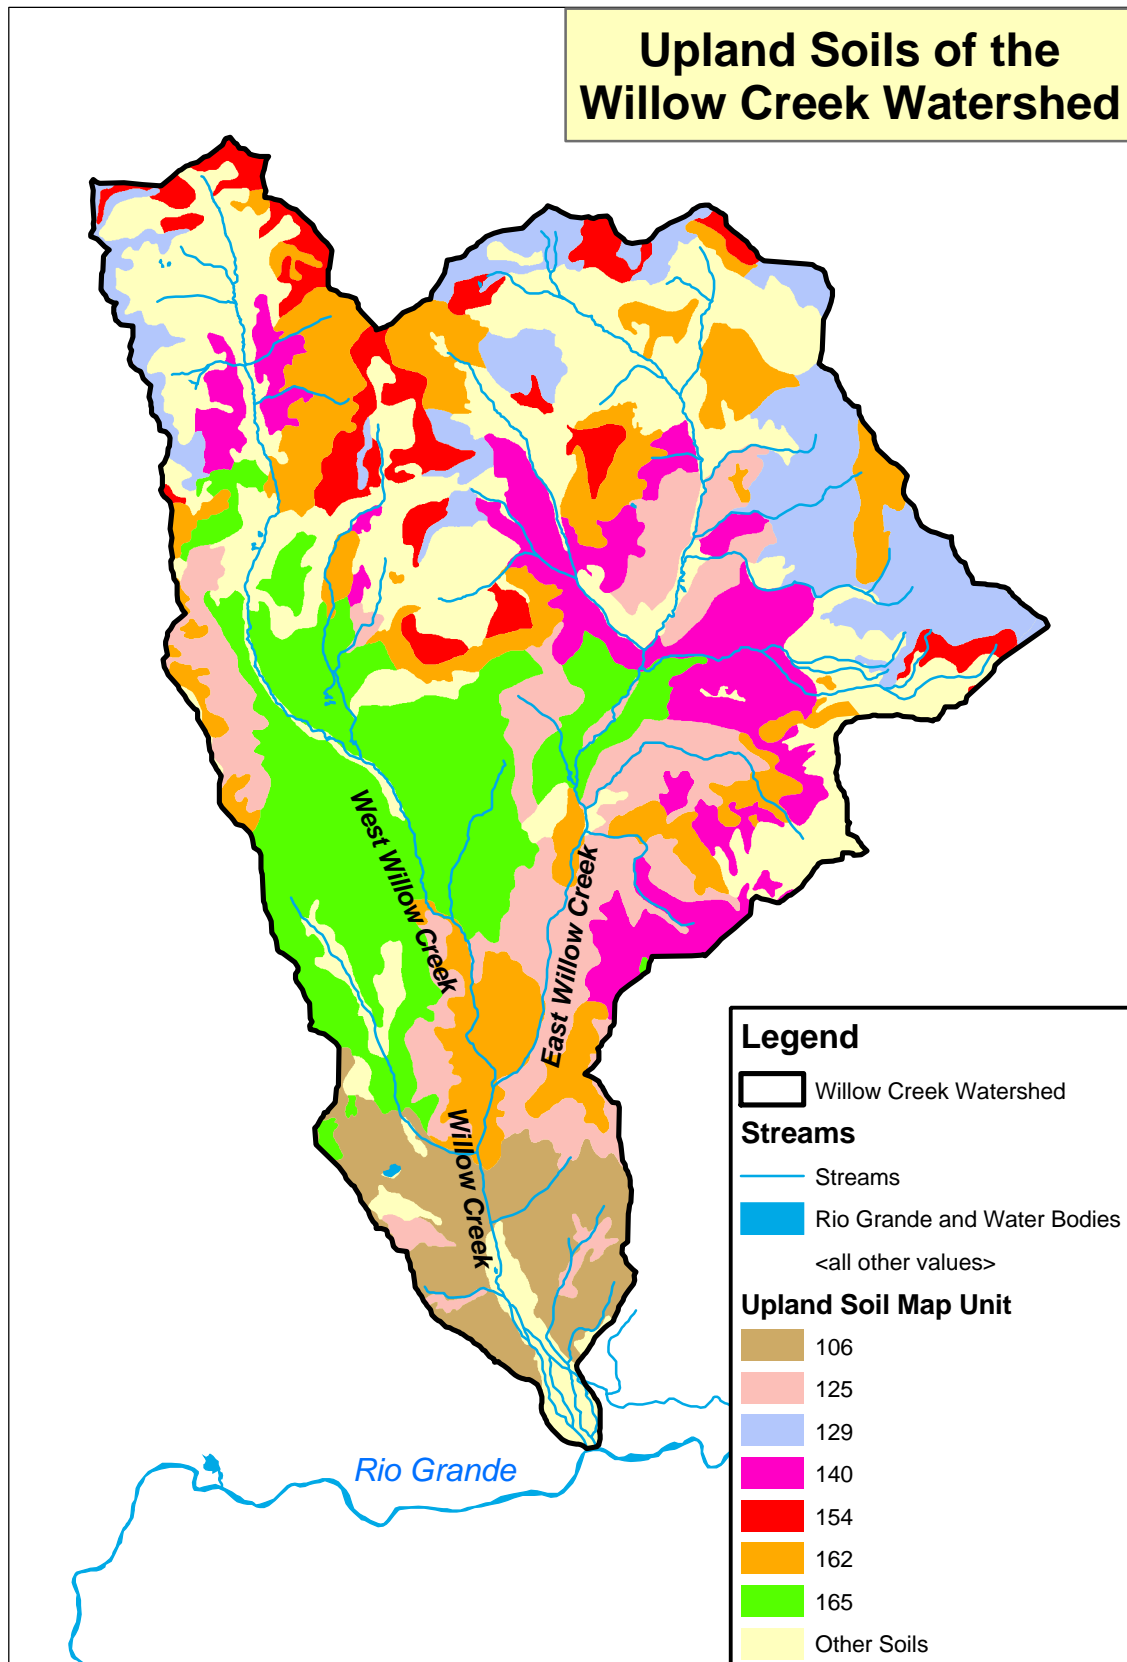 Upland Soils of the
Willow Creek Watershed
West Willow Creek
East Willow Creek
Willow Creek
Rio Grande
Legend
Willow Creek Watershed
Streams
Streams
Rio Grande and Water Bodies
<all other values>
Upland Soil Map Unit
106
125
129
140
154
162
165
Other Soils